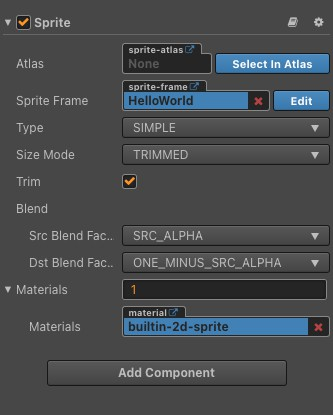 Sprite
sprite-atlas
Atlas None Select In Atlas
sprite-frame
Sprite Frame HelloWorld Edit
Type SIMPLE
Size Mode TRIMMED
Trim
Blend
Src Blend Fac.. SRC_ALPHA
Dst Blend Fac.. ONE_MINUS_SRC_ALPHA
Materials 1
material
Materials builtin-2d-sprite
Add Component